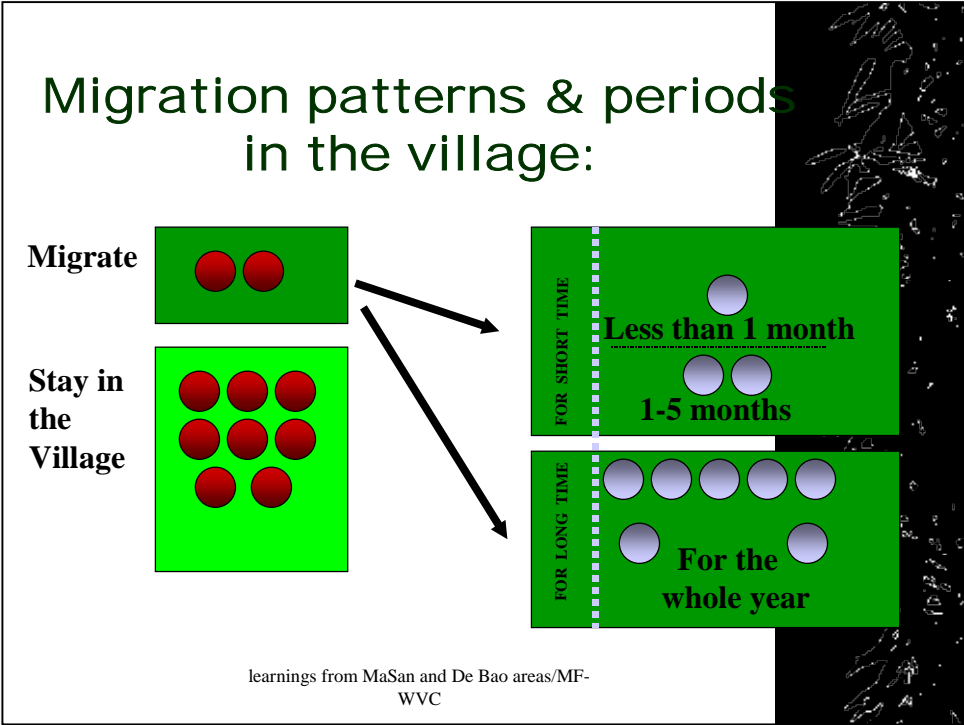 Migration patterns & periods
in the village:
Migrate
Stay in
the
Village
FOR SHORT TIME
Less than 1 month
1-5 months
FOR LONG TIME
For the
whole year
learnings from MaSan and De Bao areas/MF-
WVC